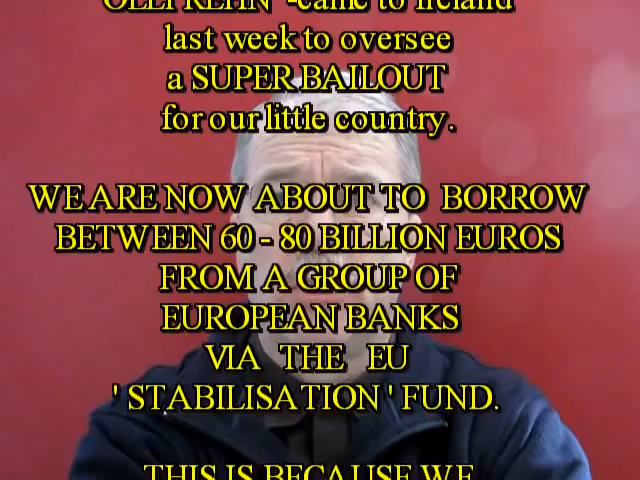 OLLI REHN -came to Ireland
last week to oversee
a SUPER BAILOUT
for our little country.
WE ARE NOW ABOUT TO BORROW
BETWEEN 60 - 80 BILLION EUROS
FROM A GROUP OF
EUROPEAN BANKS
VIA THE EU
' STABILISATION ' FUND.
THIS IS BECAUSE WE